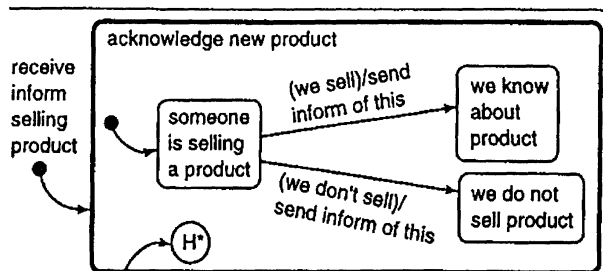 acknowledge new product
receive
inform
selling
product
someone
is selling
a product
(we sell)/send
inform of this
we know
about
product
(we don't sell)/
send inform of this
we do not
sell product
H*